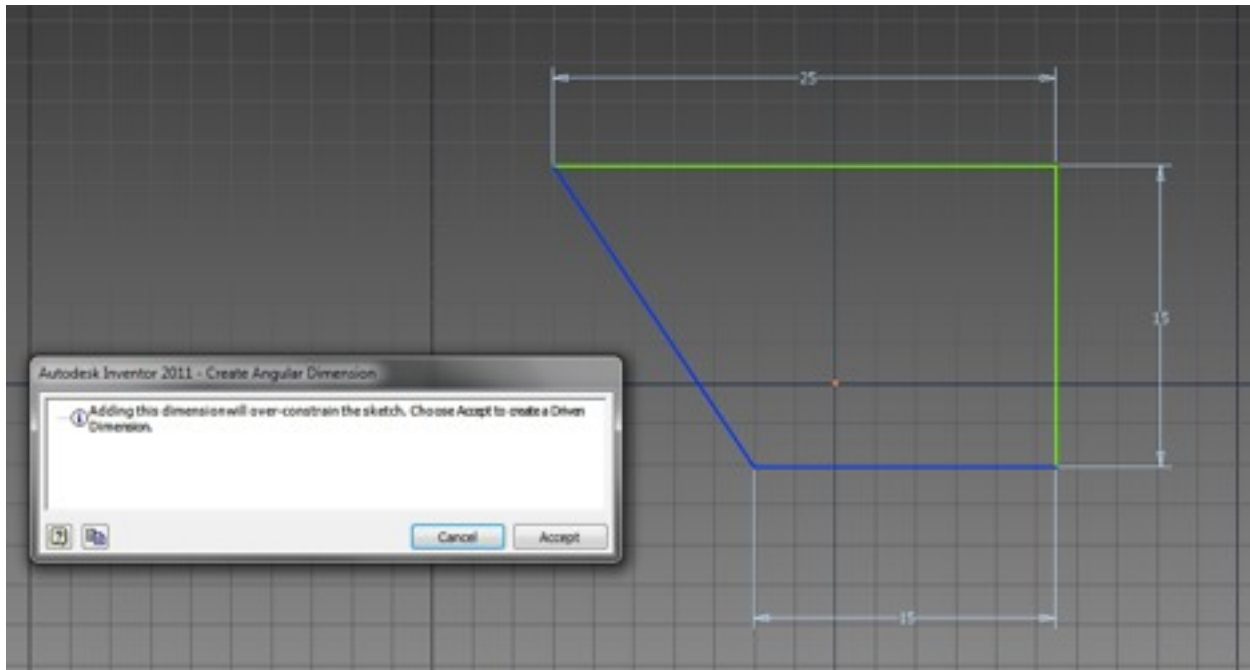 25
15
Autodesk Inventor 2011 - Create Angular Dimension
Adding this dimension will over-constrain the sketch. Choose Accept to create a Driven
Dimension.
Cancel
Accept
15